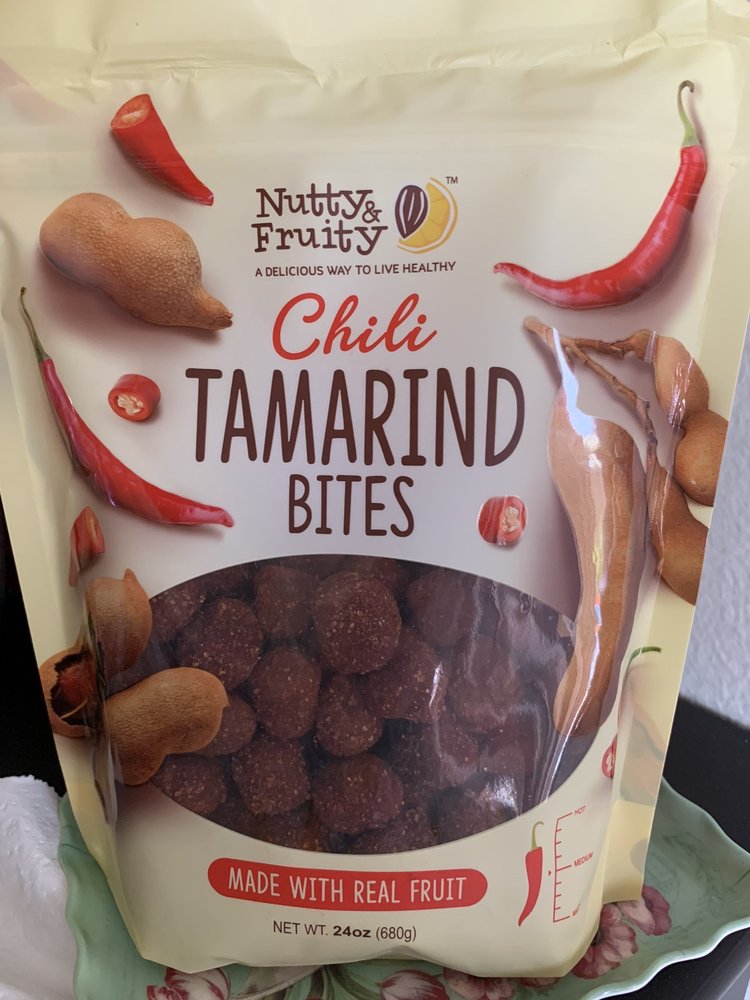 Nutty &
Fruity
TM
A DELICIOUS WAY TO LIVE HEALTHY
Chili
TAMARIND
BITES
MADE WITH REAL FRUIT
NET WT. 24oz (680g)
HOT
MEDIUM